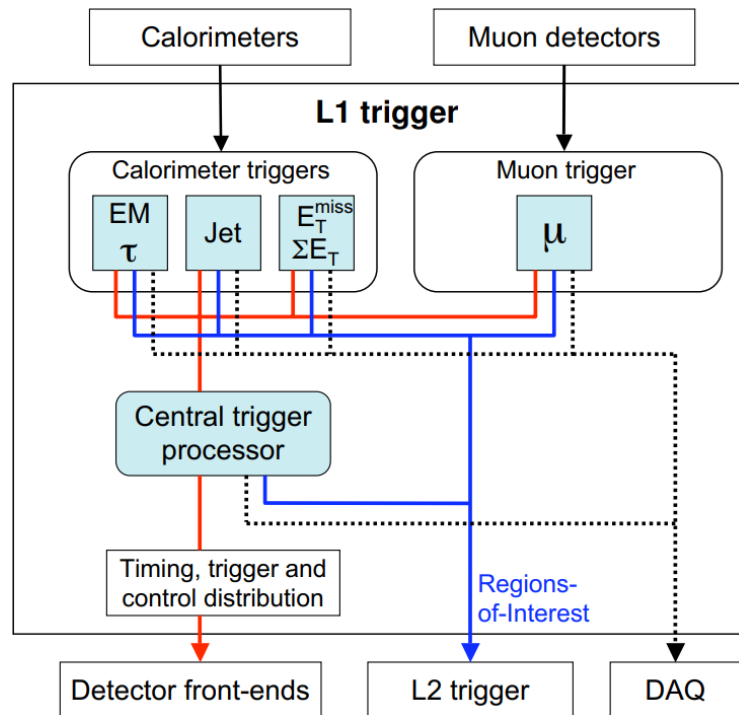 Calorimeters
Muon detectors
L1 trigger
Calorimeter triggers
Muon trigger
EM
τ
Jet
E_T^miss
ΣE_T
μ
Central trigger
processor
Timing, trigger and
control distribution
Regions-
of-Interest
Detector front-ends
L2 trigger
DAQ